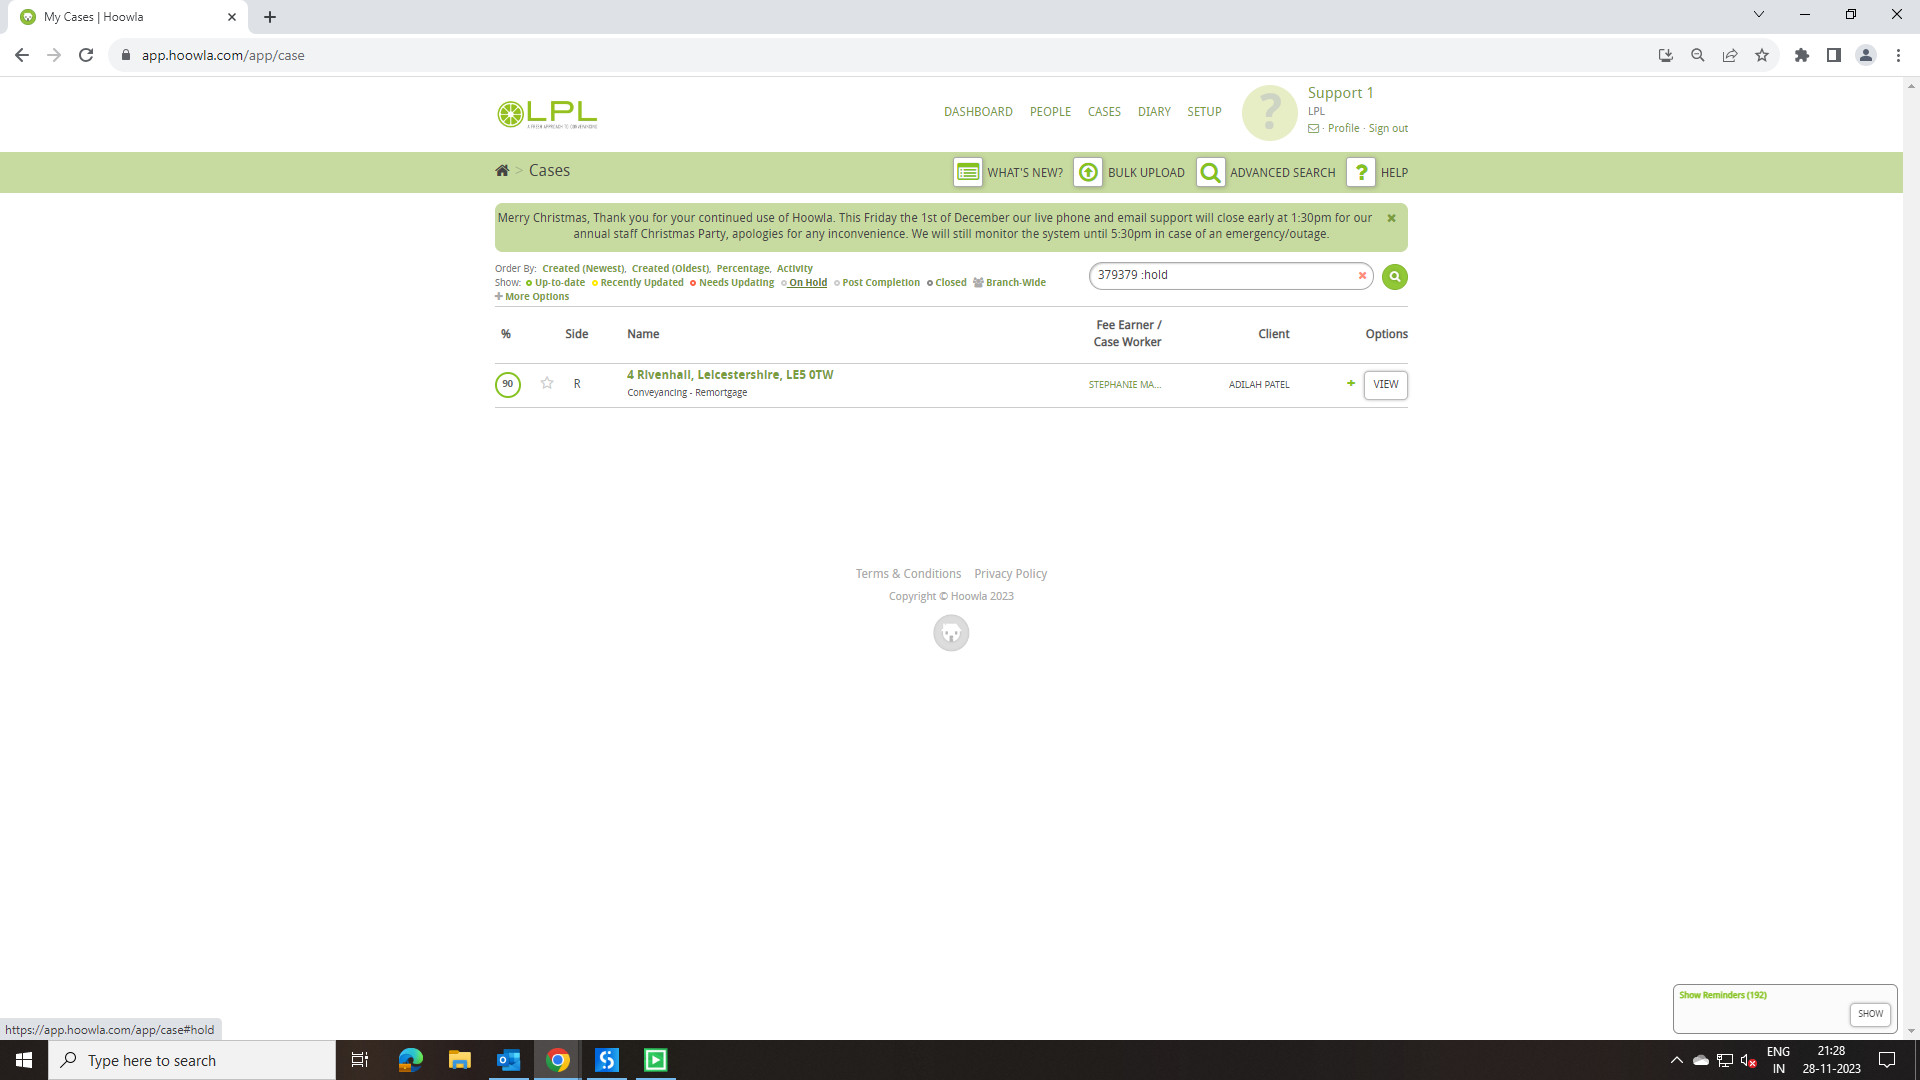 My Cases | Hoowla
app.hoowla.com/app/case
LPL
A FRESH APPROACH TO CONVEYANCING
DASHBOARD PEOPLE CASES DIARY SETUP
?
Support 1
LPL
· Profile · Sign out
> Cases
WHAT'S NEW? BULK UPLOAD ADVANCED SEARCH ? HELP
Merry Christmas, Thank you for your continued use of Hoowla. This Friday the 1st of December our live phone and email support will close early at 1:30pm for our
annual staff Christmas Party, apologies for any inconvenience. We will still monitor the system until 5:30pm in case of an emergency/outage.
Order By: Created (Newest), Created (Oldest), Percentage, Activity
Show: Up-to-date Recently Updated Needs Updating On Hold Post Completion Closed Branch-Wide
More Options
379379 :hold
% Side Name Fee Earner / Case Worker Client Options
90 R 4 Rivenhall, Leicestershire, LE5 0TW STEPHANIE MA... ADILAH PATEL + VIEW
Conveyancing - Remortgage
Terms & Conditions Privacy Policy
Copyright © Hoowla 2023
Show Reminders (192)
SHOW
https://app.hoowla.com/app/case#hold
Type here to search
ENG
IN
21:28
28-11-2023